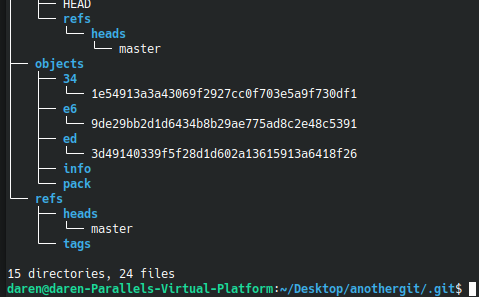 │   ├── HEAD
│   └── refs
│       └── heads
│           └── master
├── objects
│   ├── 34
│   │   └── 1e54913a3a43069f2927cc0f703e5a9f730df1
│   ├── e6
│   │   └── 9de29bb2d1d6434b8b29ae775ad8c2e48c5391
│   ├── ed
│   │   └── 3d49140339f5f28d1d602a13615913a6418f26
│   ├── info
│   └── pack
└── refs
    ├── heads
    │   └── master
    └── tags
15 directories, 24 files
daren@daren-Parallels-Virtual-Platform:~/Desktop/anothergit/.git$